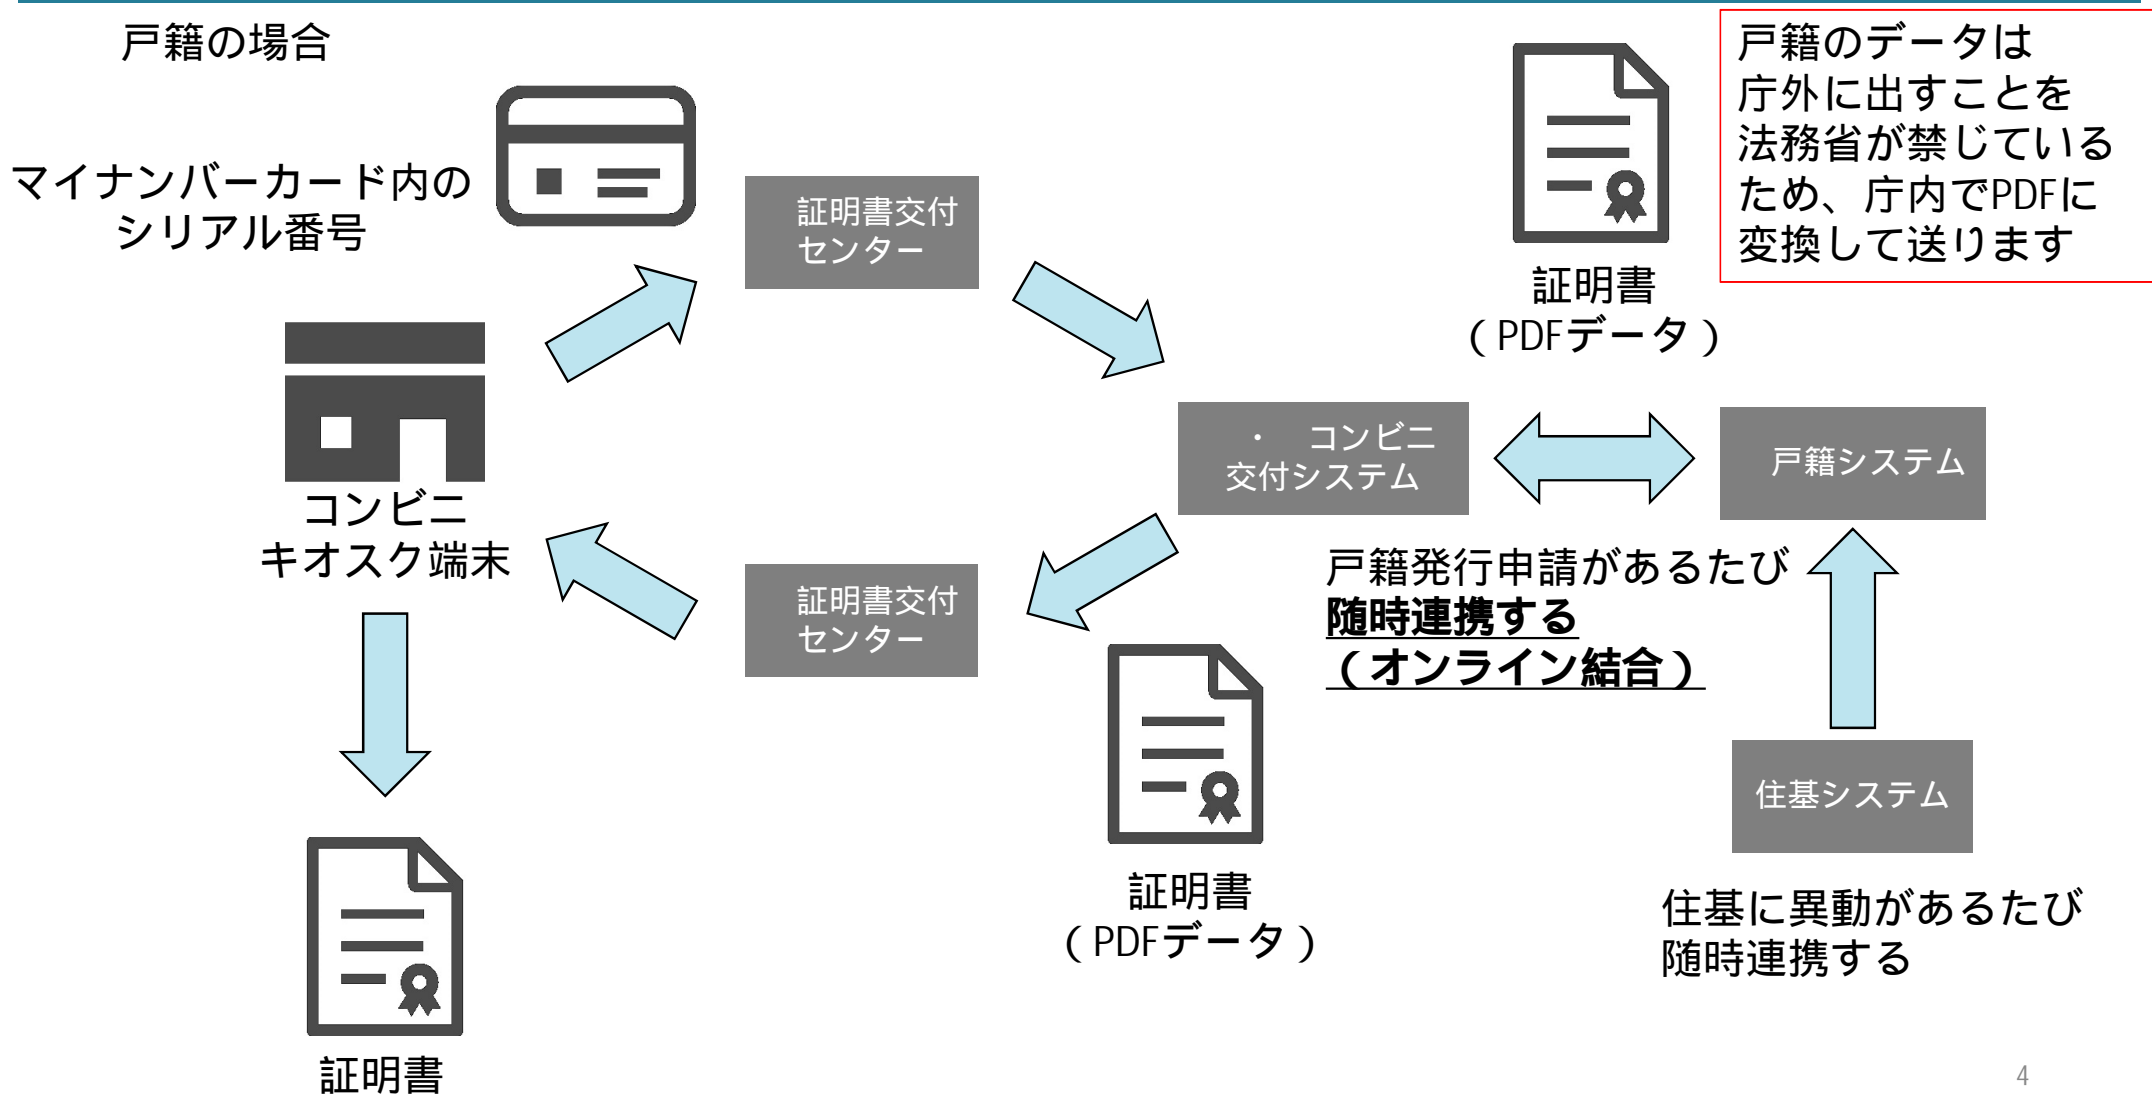 戸籍の場合
マイナンバーカード内の
シリアル番号
証明書交付
センター
証明書
（PDFデータ）
戸籍のデータは
庁外に出すことを
法務省が禁じている
ため、庁内でPDFに
変換して送ります
コンビニ
キオスク端末
・　コンビニ
交付システム
戸籍システム
戸籍発行申請があるたび
随時連携する
（オンライン結合）
証明書交付
センター
証明書
（PDFデータ）
住基システム
住基に異動があるたび
随時連携する
証明書
4